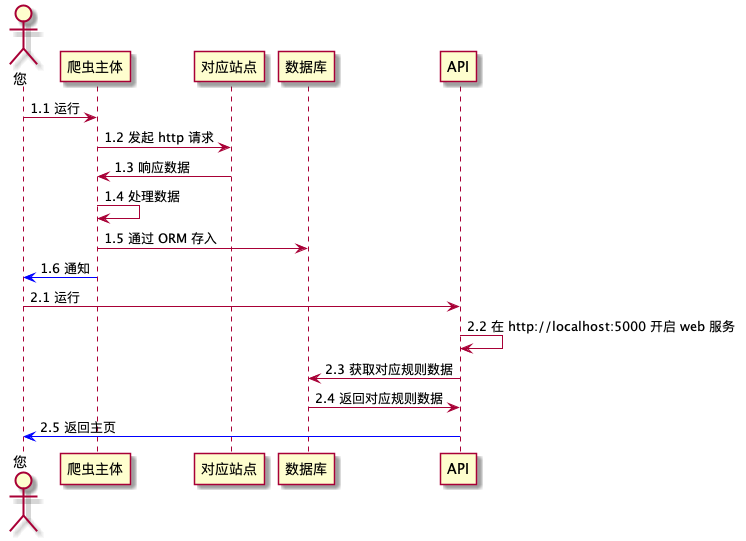 您
爬虫主体
对应站点
数据库
API
1.1 运行
1.2 发起 http 请求
1.3 响应数据
1.4 处理数据
1.5 通过 ORM 存入
1.6 通知
2.1 运行
2.2 在 http://localhost:5000 开启 web 服务
2.3 获取对应规则数据
2.4 返回对应规则数据
2.5 返回主页
您
爬虫主体
对应站点
数据库
API